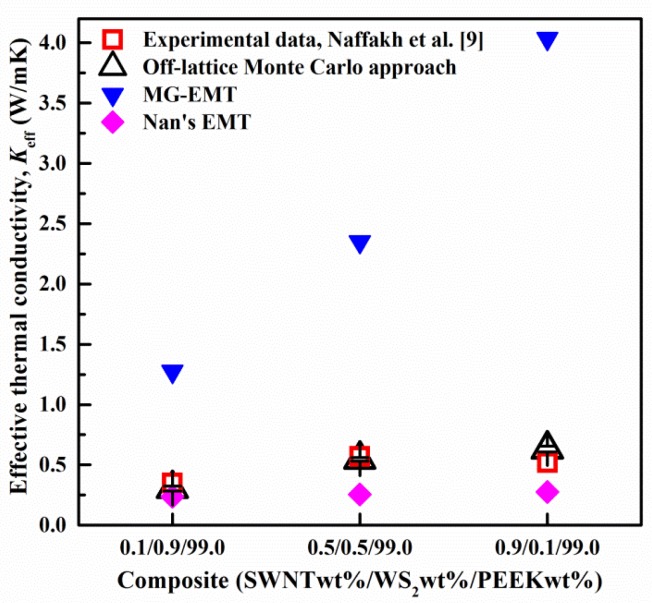 Effective thermal conductivity, Keff (W/mK)
4.0
3.5
3.0
2.5
2.0
1.5
1.0
0.5
0.0
Experimental data, Naffakh et al. [9]
Off-lattice Monte Carlo approach
MG-EMT
Nan's EMT
0.1/0.9/99.0 0.5/0.5/99.0 0.9/0.1/99.0
Composite (SWNTwt%/WS2wt%/PEEKwt%)